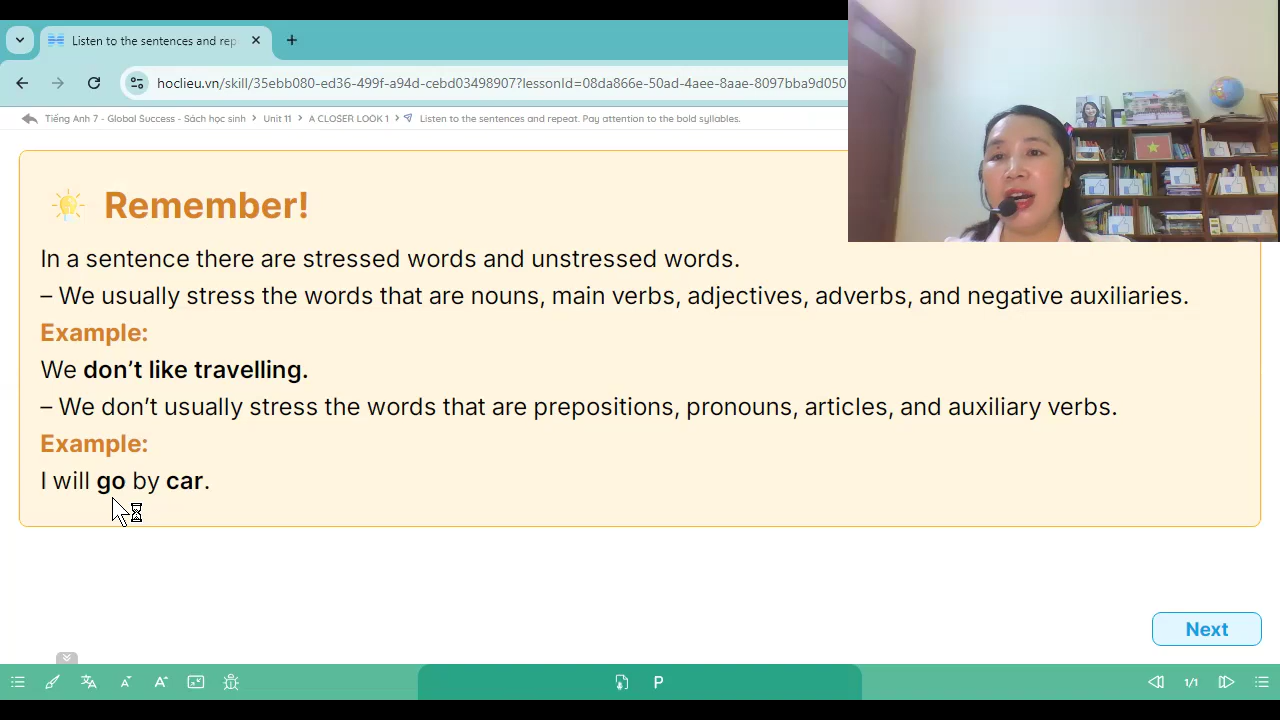 Listen to the sentences and rep
hoclieu.vn/skill/35ebb080-ed36-499f-a94d-cebd03498907?lessonId=08da866e-50ad-4aee-8aae-8097bba9d050
Tiếng Anh 7 - Global Success - Sách học sinh > Unit 11 > A CLOSER LOOK 1 > Listen to the sentences and repeat. Pay attention to the bold syllables.
Remember!
In a sentence there are stressed words and unstressed words.
– We usually stress the words that are nouns, main verbs, adjectives, adverbs, and negative auxiliaries.
Example:
We don't like travelling.
– We don't usually stress the words that are prepositions, pronouns, articles, and auxiliary verbs.
Example:
I will go by car.
Next
P
1/1